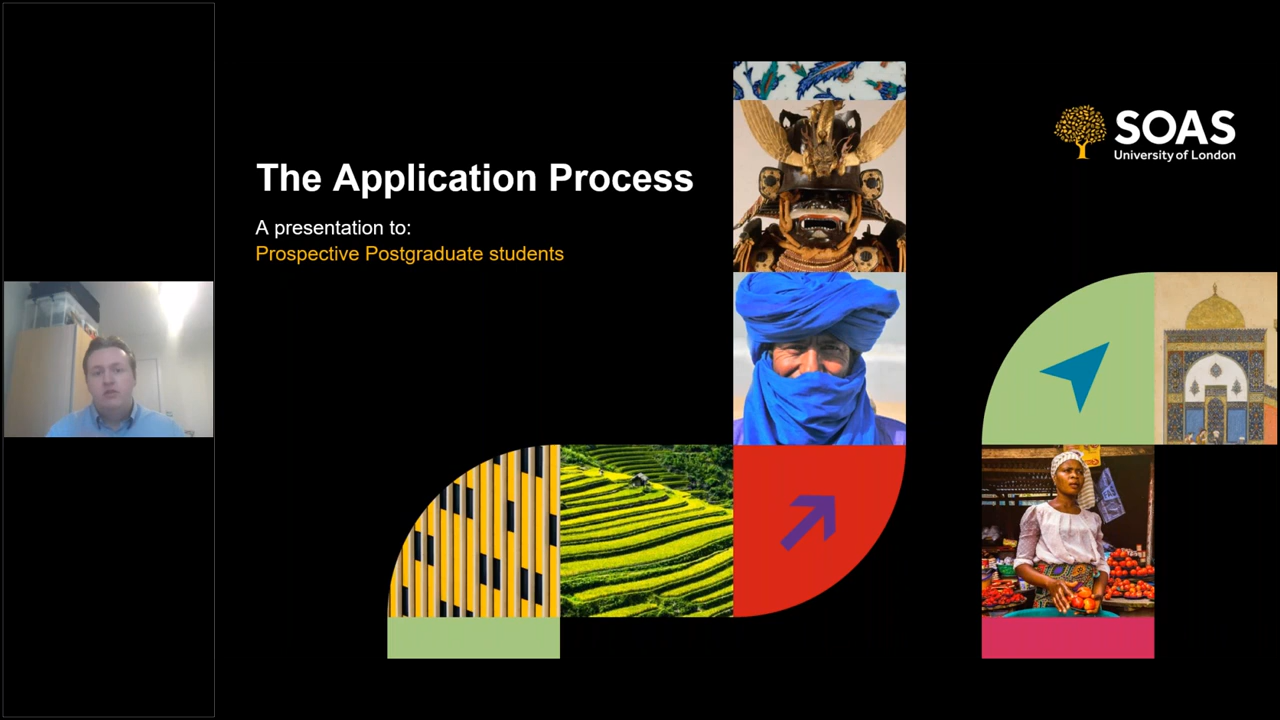 The Application Process
A presentation to:
Prospective Postgraduate students
SOAS
University of London